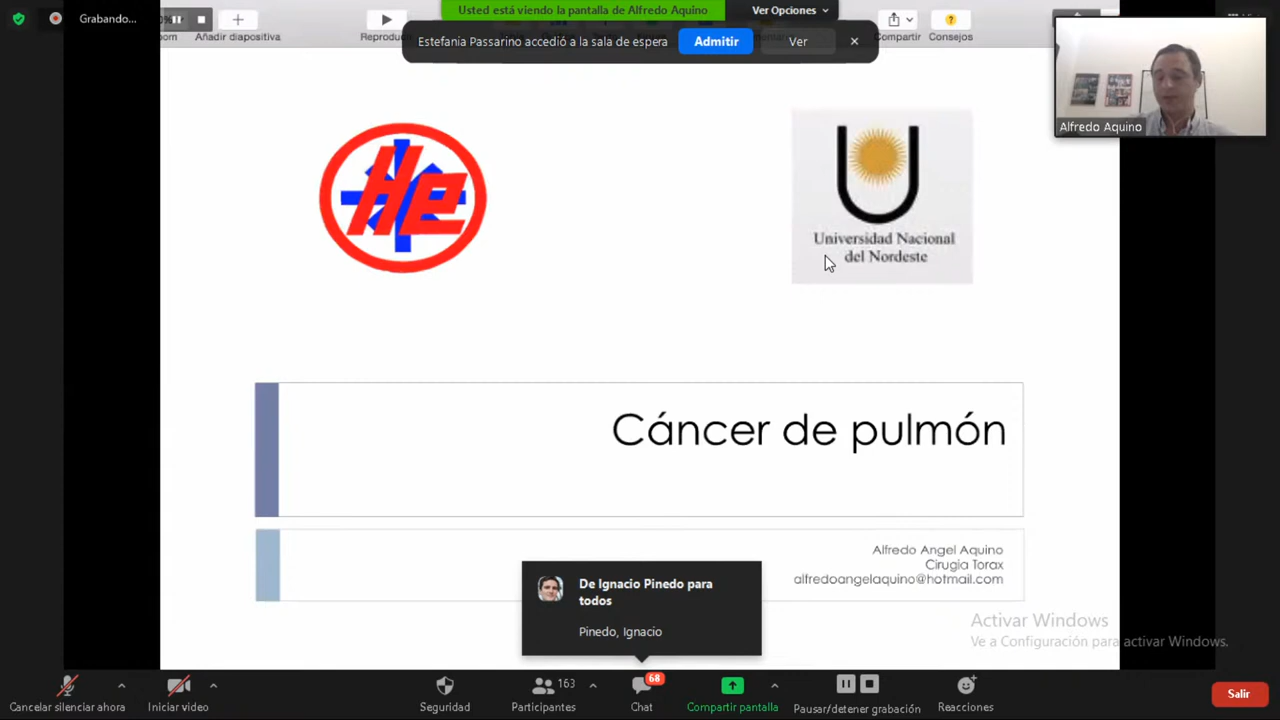 Grabando...
Añadir diapositiva
Reproduc
Usted está viendo la pantalla de Alfredo Aquino
Ver Opciones
Estefania Passarino accedió a la sala de espera
Admitir
Ver
Compartir
Consejos
Alfredo Aquino
He
Universidad Nacional
del Nordeste
Cáncer de pulmón
Alfredo Angel Aquino
Cirugia Torax
alfredoangelaquino@hotmail.com
De Ignacio Pinedo para
todos
Pinedo, Ignacio
Activar Windows
Ve a Configuración para activar Windows.
Cancelar silenciar ahora
Iniciar video
Seguridad
163
Participantes
68
Chat
Compartir pantalla
Pausar/detener grabación
Reacciones
Salir